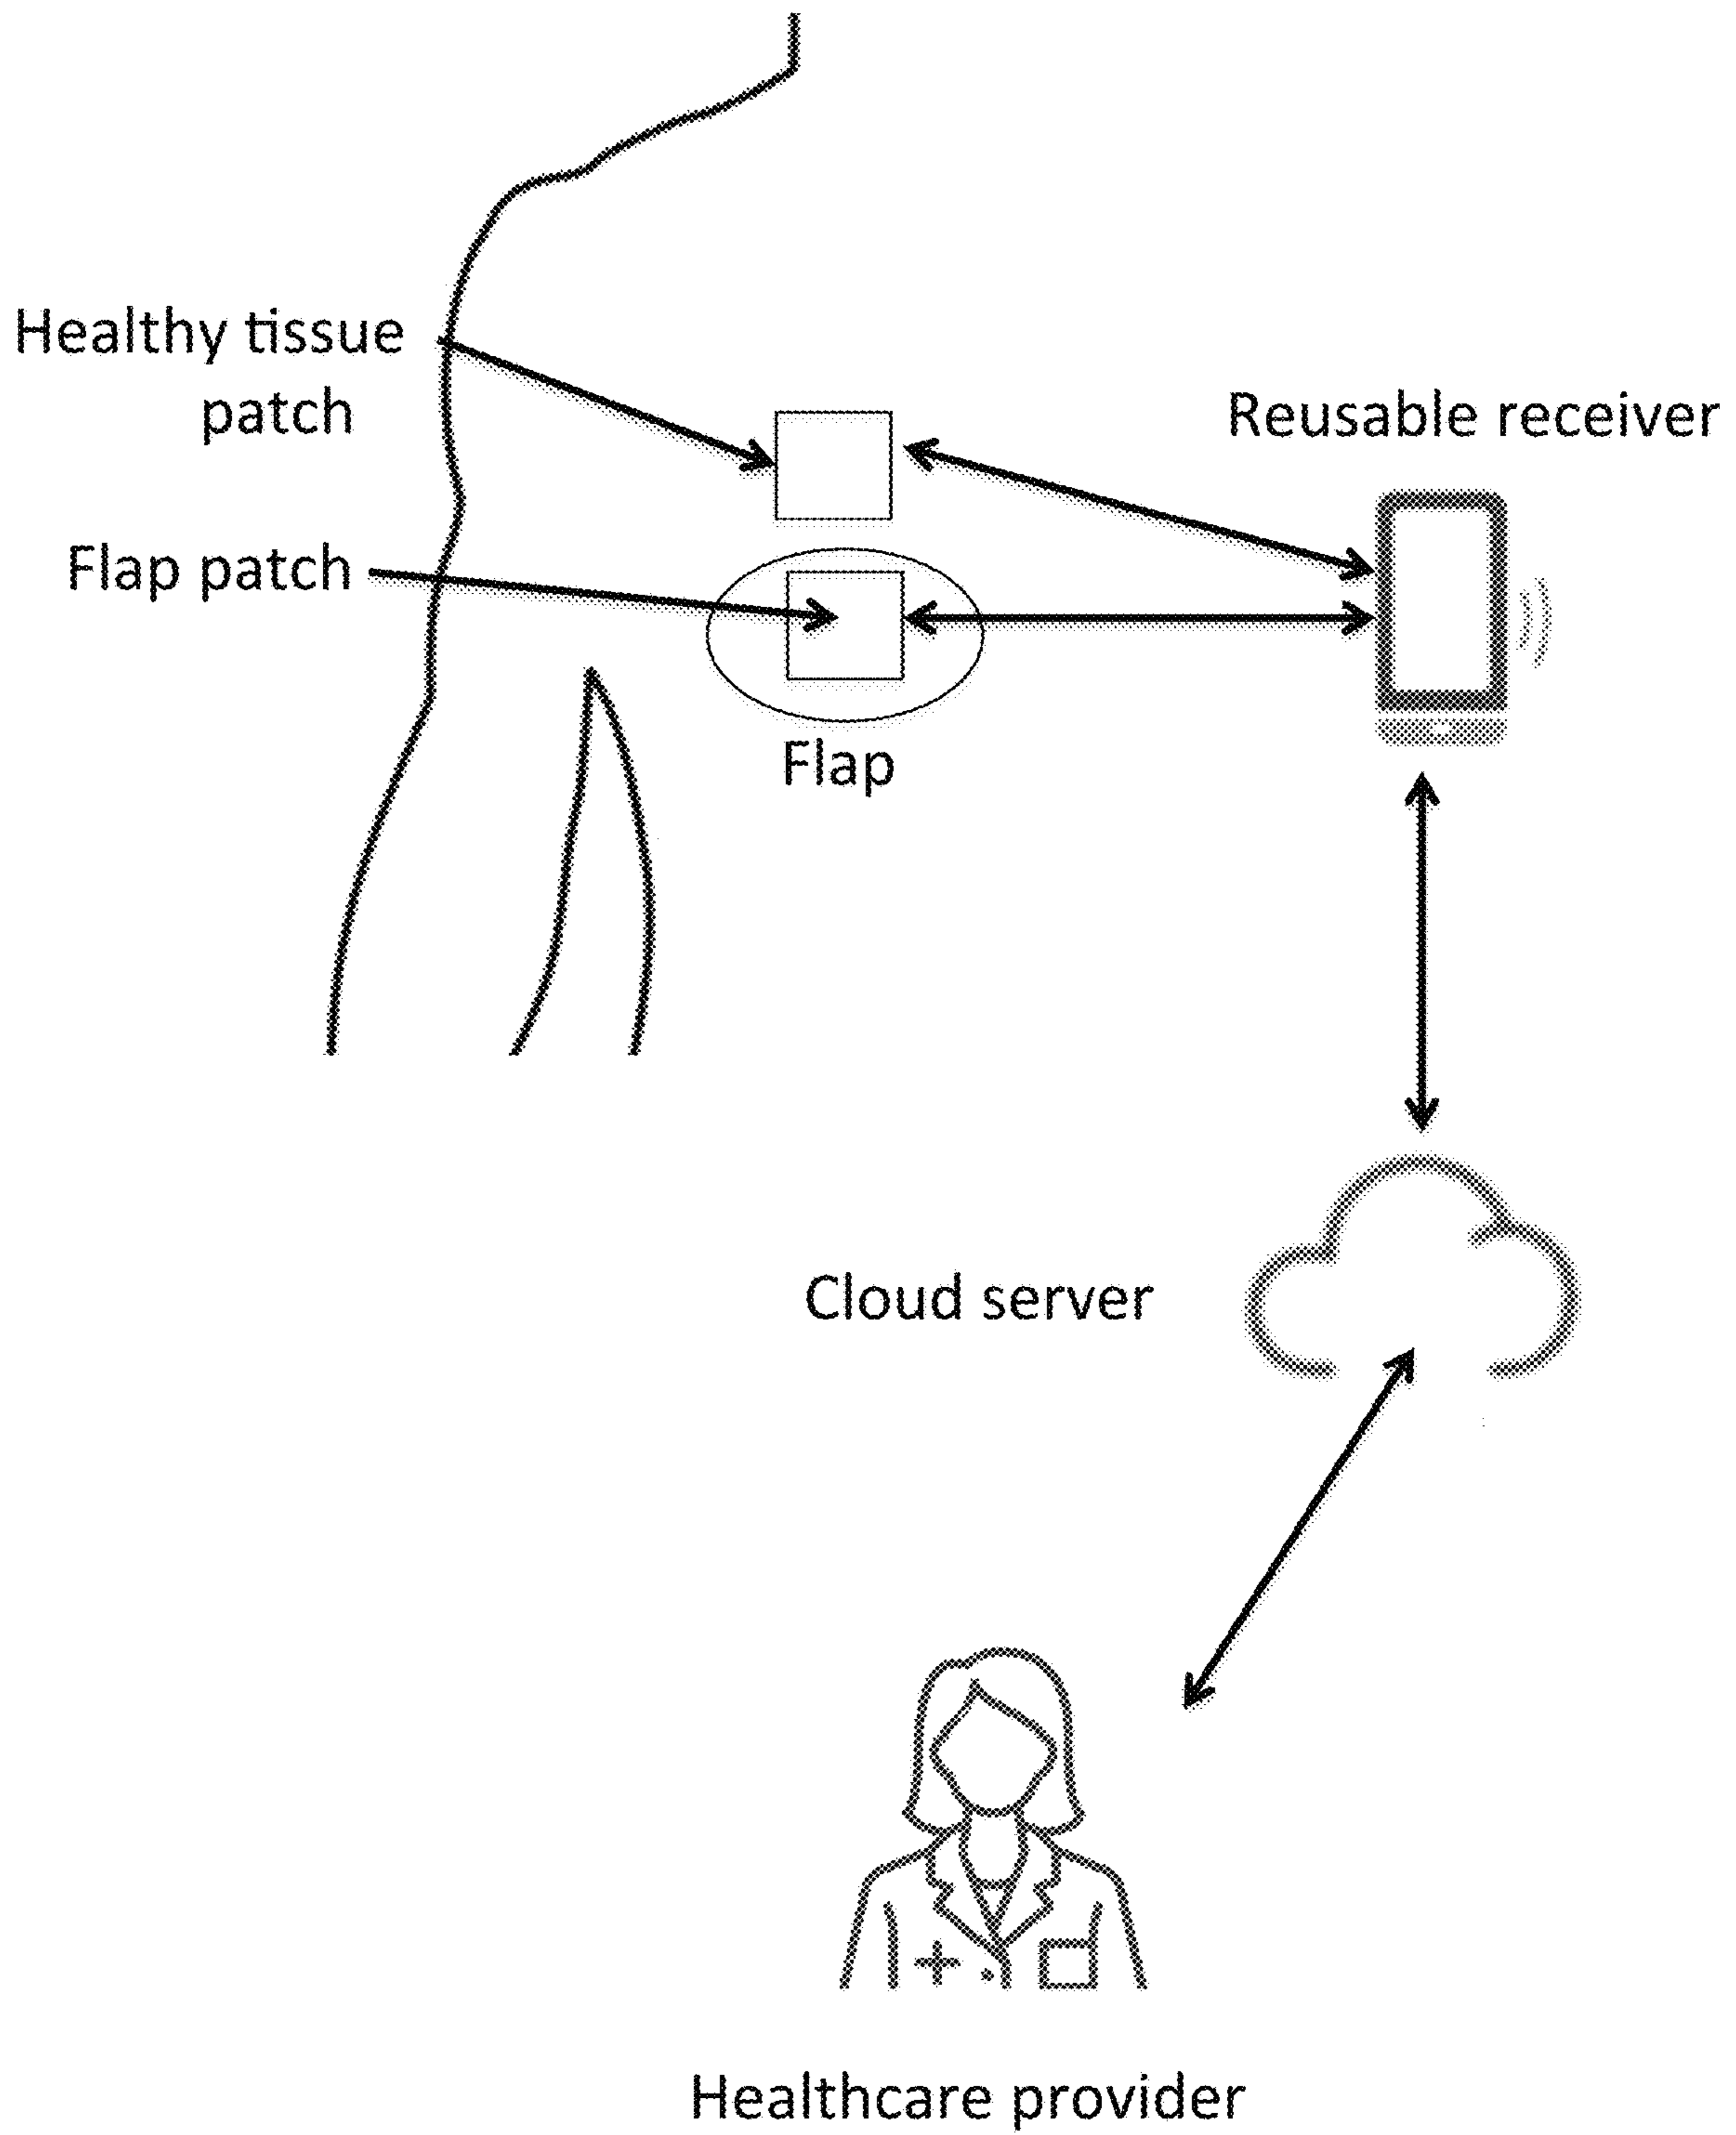 Healthy tissue
patch
Reusable receiver
Flap patch
Flap
Cloud server
Healthcare provider